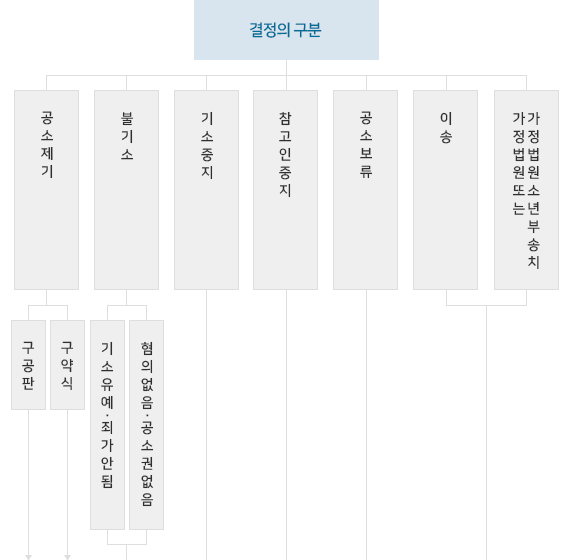 결정의 구분
공소제기
불기소
기소중지
참고인중지
공소보류
이송
가정법원또는
가정법원소년부송치
구공판
구약식
기소유예·죄가안됨
혐의없음·공소권없음